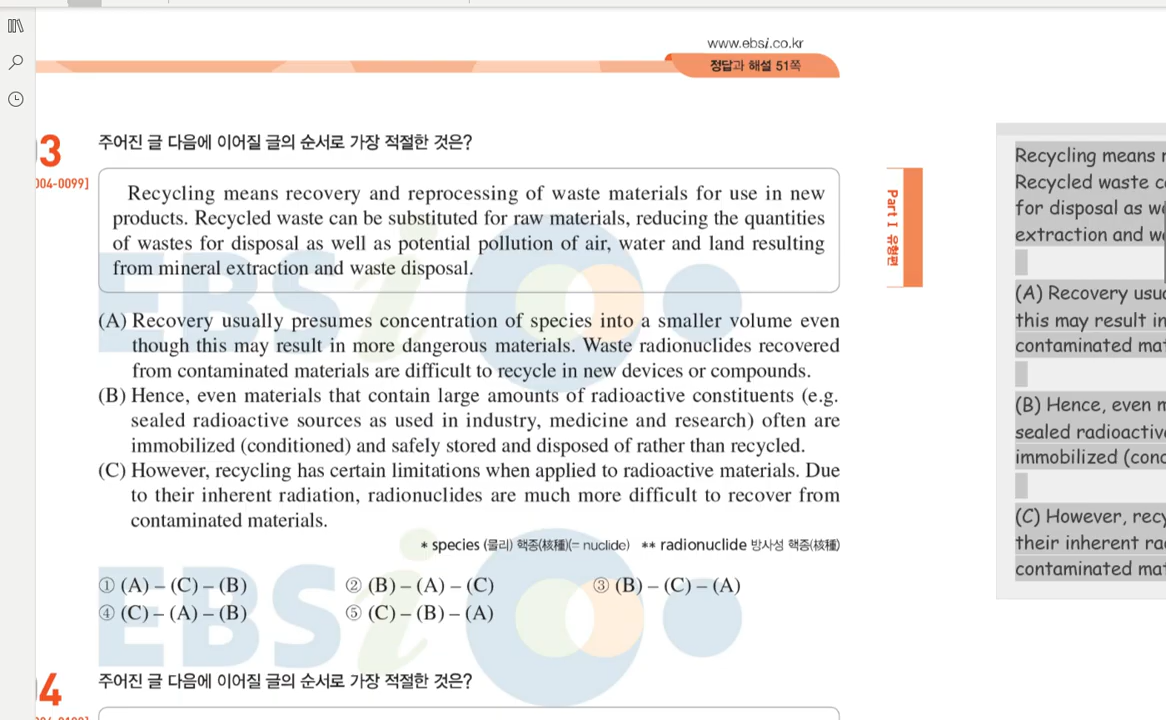 www.ebsi.co.kr
정답과 해설 51쪽
3
004-0099]
주어진 글 다음에 이어질 글의 순서로 가장 적절한 것은?
Recycling means recovery and reprocessing of waste materials for use in new
products. Recycled waste can be substituted for raw materials, reducing the quantities
of wastes for disposal as well as potential pollution of air, water and land resulting
from mineral extraction and waste disposal.
(A) Recovery usually presumes concentration of species into a smaller volume even
though this may result in more dangerous materials. Waste radionuclides recovered
from contaminated materials are difficult to recycle in new devices or compounds.
(B) Hence, even materials that contain large amounts of radioactive constituents (e.g.
sealed radioactive sources as used in industry, medicine and research) often are
immobilized (conditioned) and safely stored and disposed of rather than recycled.
(C) However, recycling has certain limitations when applied to radioactive materials. Due
to their inherent radiation, radionuclides are much more difficult to recover from
contaminated materials.
* species (물리) 핵종(核種)(= nuclide) ** radionuclide 방사성 핵종(核種)
① (A) – (C) – (B) ② (B) – (A) – (C) ③ (B) – (C) – (A)
④ (C) – (A) – (B) ⑤ (C) – (B) – (A)
4
주어진 글 다음에 이어질 글의 순서로 가장 적절한 것은?
Part I 유형편
EBSi
EBSi
Recycling means
Recycled waste
for disposal as
extraction and
(A) Recovery
this may result in
contaminated
(B) Hence, even
sealed
immobilized
(C) However,
their inherent
contaminated